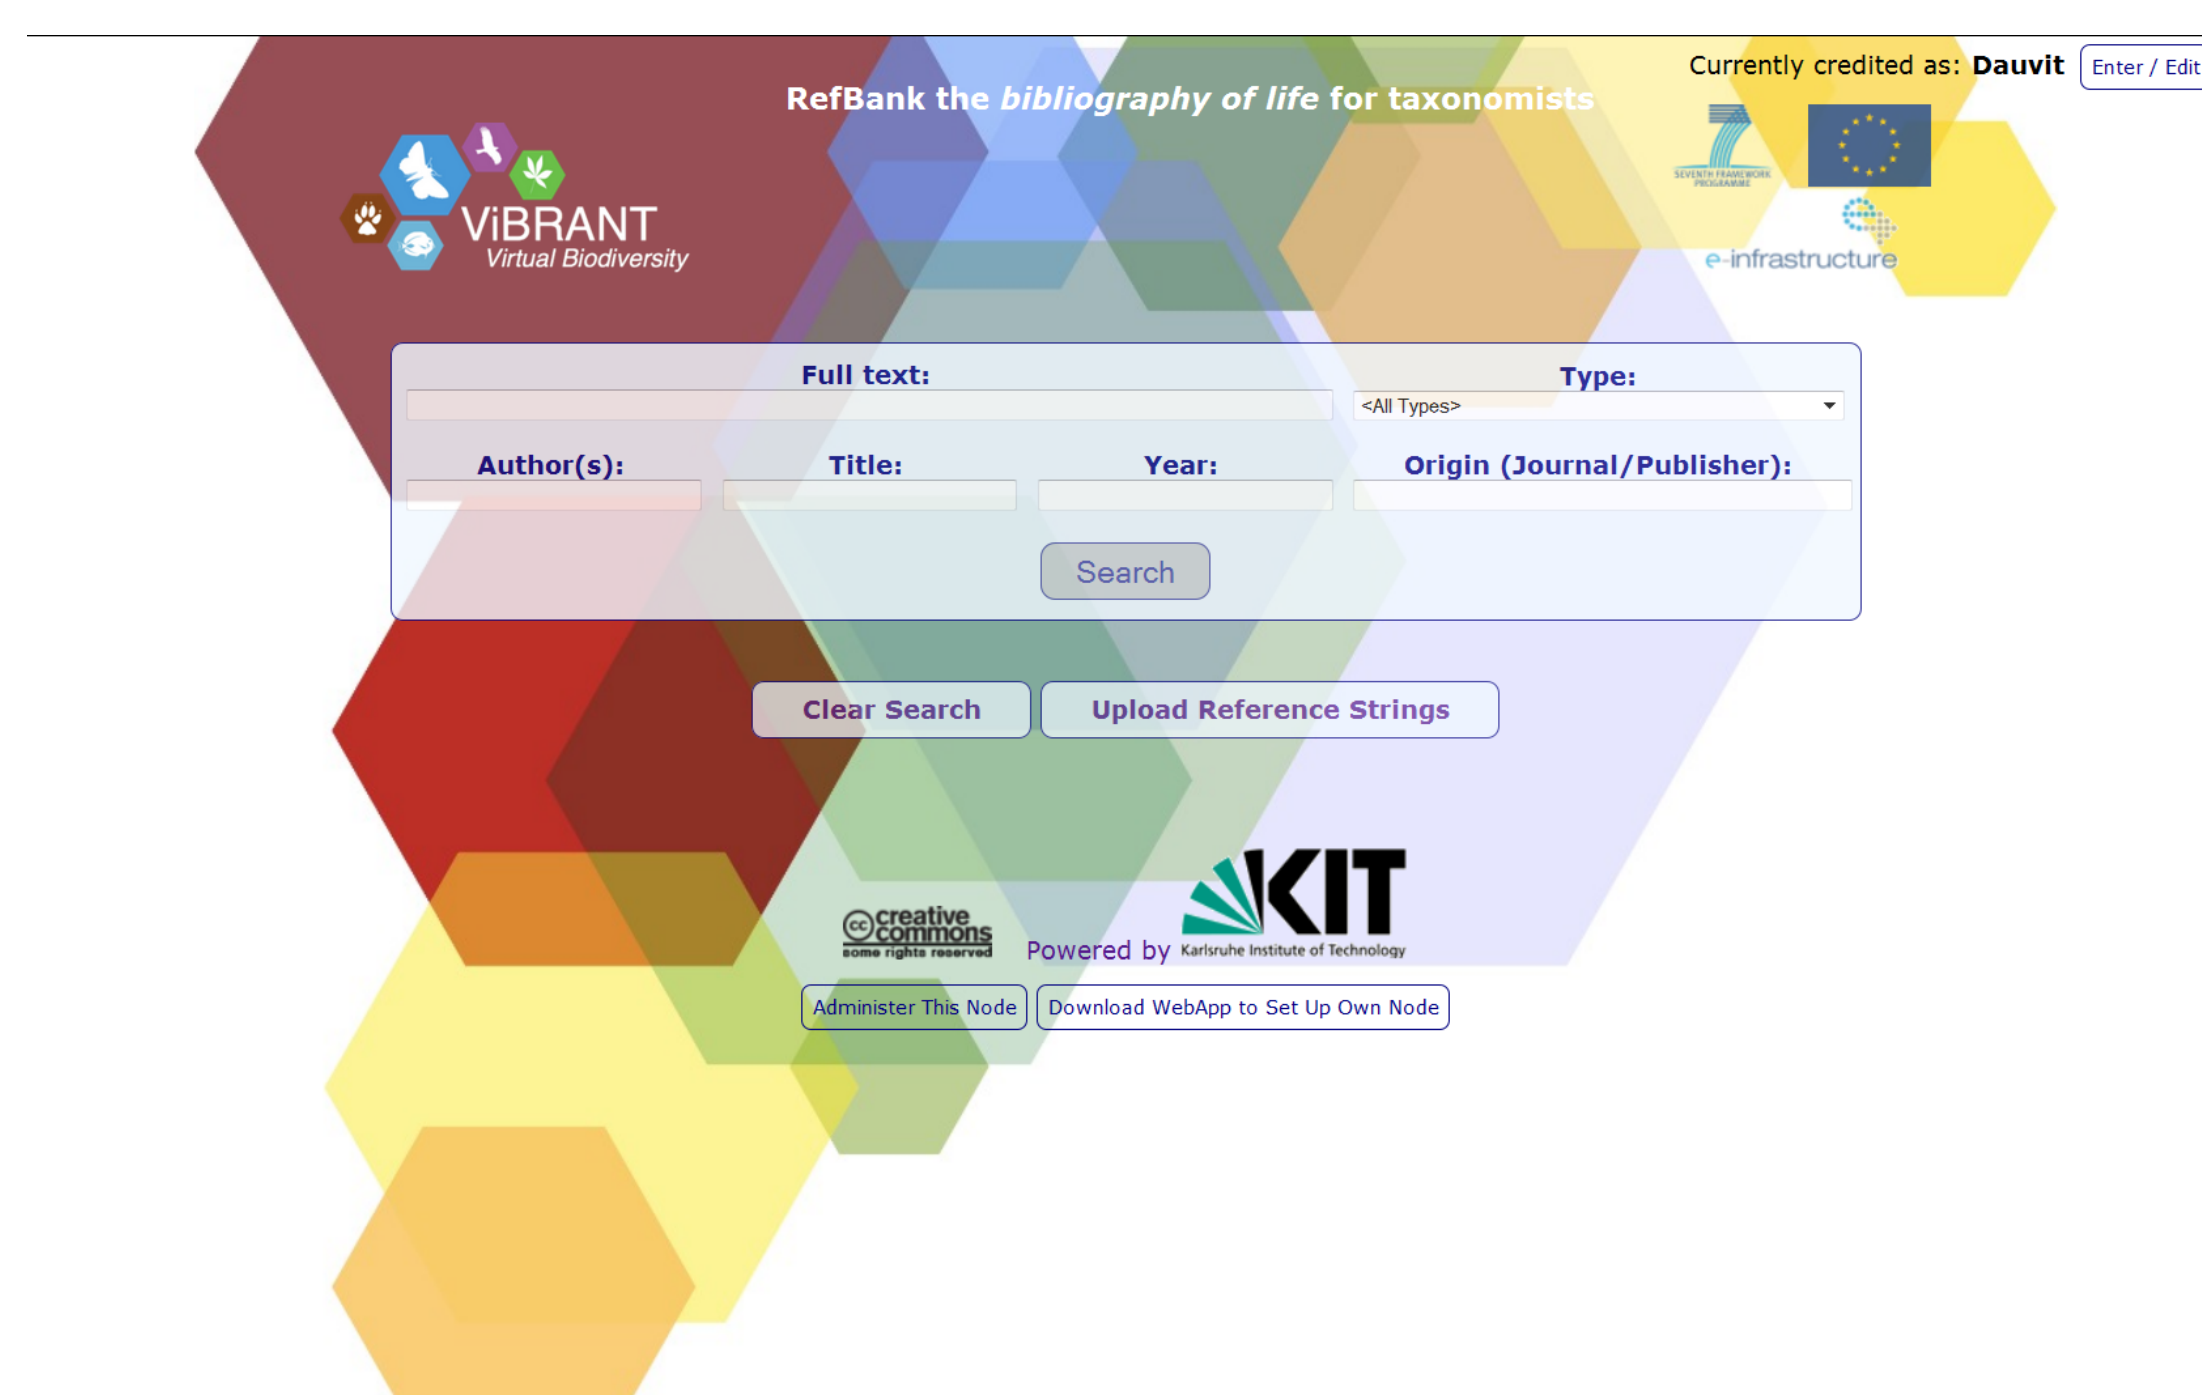 Currently credited as: Dauvit
Enter / Edit
RefBank the bibliography of life for taxonomists
SEVENTH FRAMEWORK
PROGRAMME
ViBRANT
Virtual Biodiversity
e-infrastructure
Full text:
Type:
<All Types>
Author(s):
Title:
Year:
Origin (Journal/Publisher):
Search
Clear Search
Upload Reference Strings
cc creative
commons
some rights reserved
Powered by
KIT
Karlsruhe Institute of Technology
Administer This Node
Download WebApp to Set Up Own Node